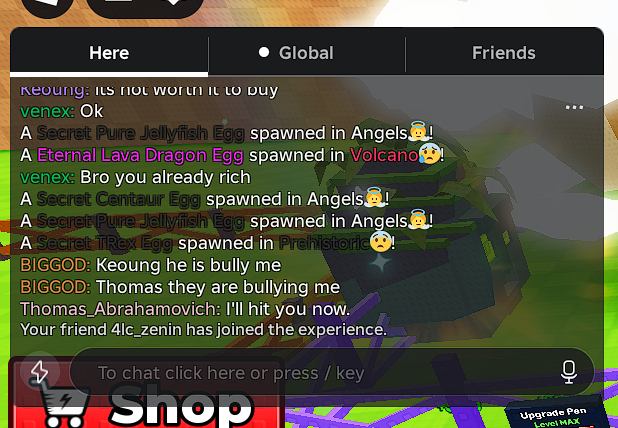 Here
Global
Friends
Keoung: its not worth it to buy
venex: Ok
A Secret Pure Jellyfish Egg spawned in Angels😇!
A Eternal Lava Dragon Egg spawned in Volcano😰!
venex: Bro you already rich
A Secret Centaur Egg spawned in Angels😇!
A Secret Pure Jellyfish Egg spawned in Angels😇!
A Secret TRex Egg spawned in Prehistoric😰!
BIGGOD: Keoung he is bully me
BIGGOD: Thomas they are bullying me
Thomas_Abrahamovich: I'll hit you now.
Your friend 4lc_zenin has joined the experience.
To chat click here or press / key
Shop
Upgrade Pen
Level MAX